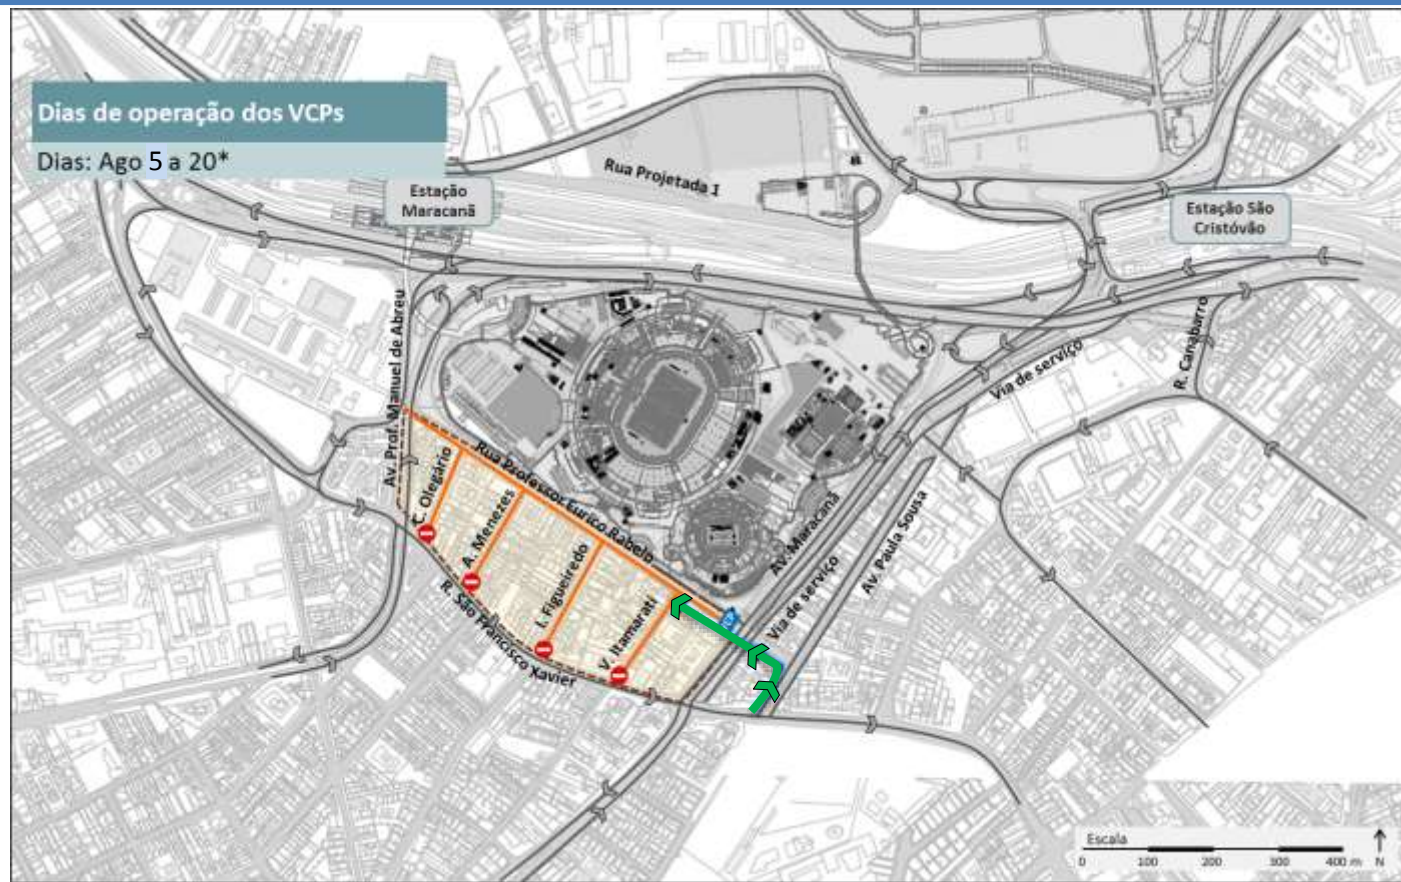 Dias de operação dos VCPs
Dias: Ago 5 a 20*
Rua Projetada 1
Estação
Maracanã
Estação São
Cristóvão
Av. Prof. Manuel de Abreu
R. Canabarro
Via de serviço
C. Olegário
Rua Professor Eurico Rabelo
A. Menezes
Av. Maracanã
Av. Paula Sousa
I. Figueiredo
Via de serviço
V. Itamarati
R. São Francisco Xavier
VCP
Escala
0 100 200 300 400 m N